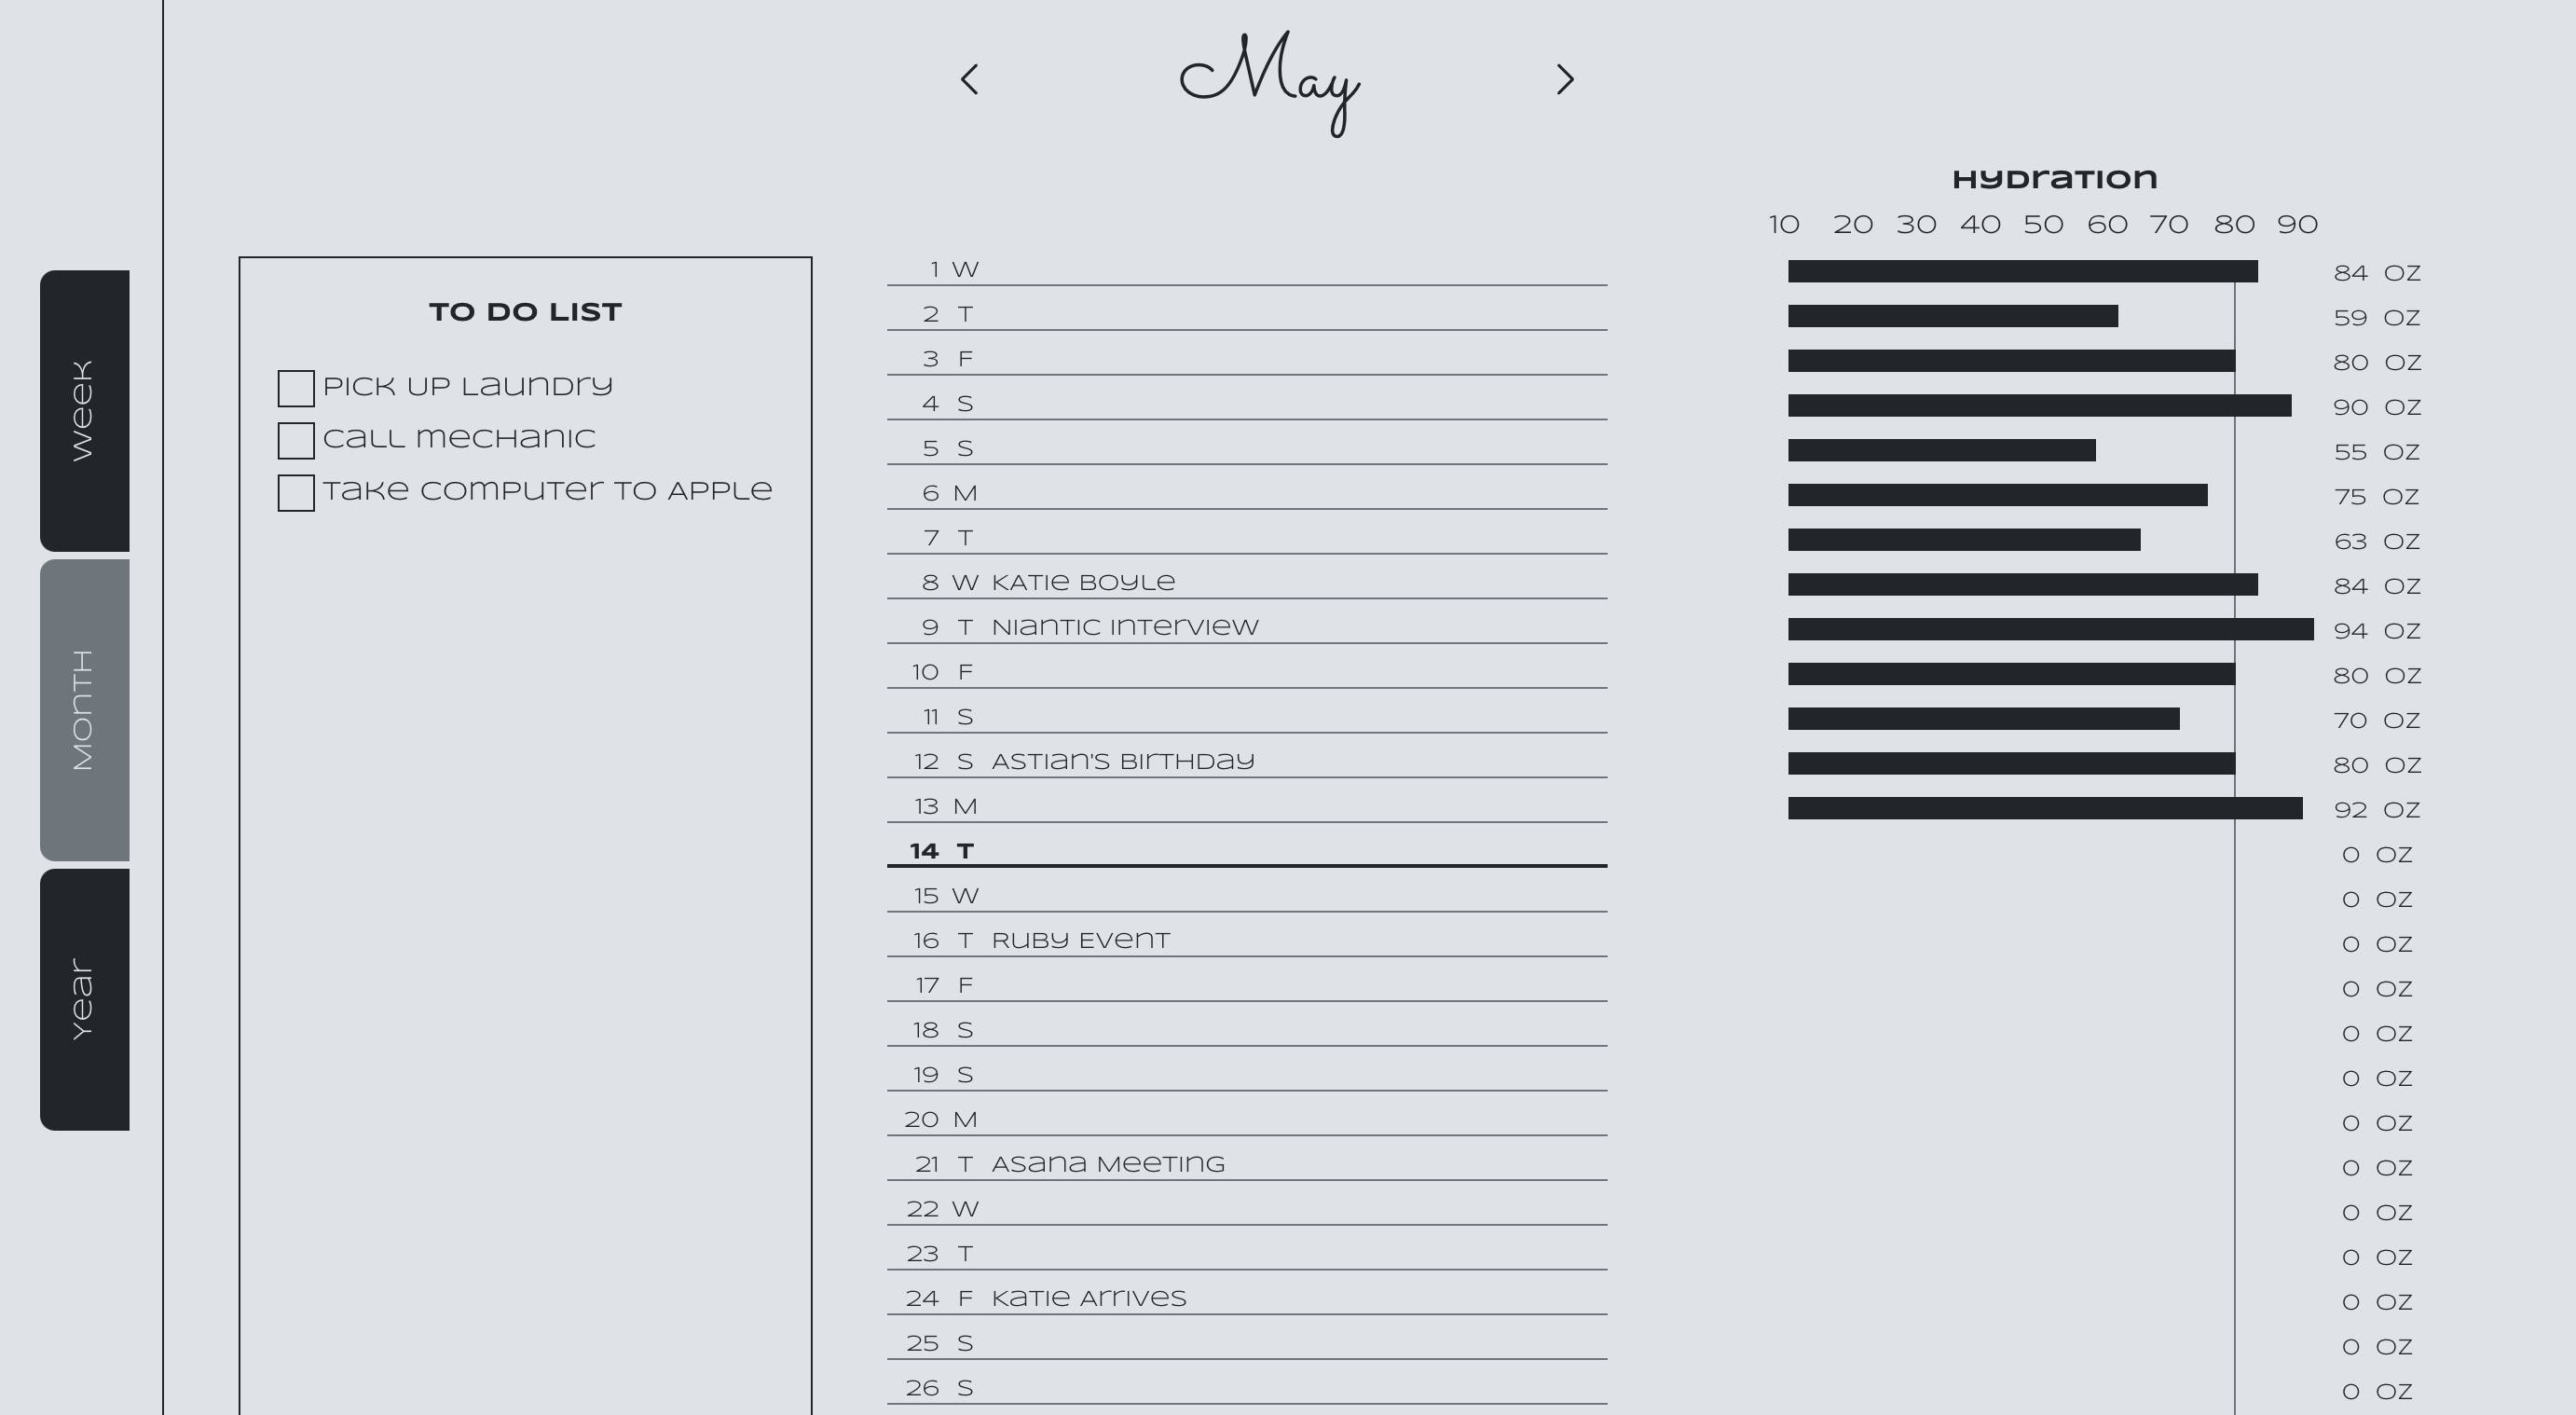 May
Week
Month
Year
TO DO LIST
Pick up laundry
Call mechanic
Take computer to Apple
1 W
2 T
3 F
4 S
5 S
6 M
7 T
8 W Katie Boyle
9 T Niantic Interview
10 F
11 S
12 S Astian's Birthday
13 M
14 T
15 W
16 T Ruby Event
17 F
18 S
19 S
20 M
21 T Asana Meeting
22 W
23 T
24 F Katie Arrives
25 S
26 S
Hydration
10 20 30 40 50 60 70 80 90
84 oz
59 oz
80 oz
90 oz
55 oz
75 oz
63 oz
84 oz
94 oz
80 oz
70 oz
80 oz
92 oz
0 oz
0 oz
0 oz
0 oz
0 oz
0 oz
0 oz
0 oz
0 oz
0 oz
0 oz
0 oz
0 oz